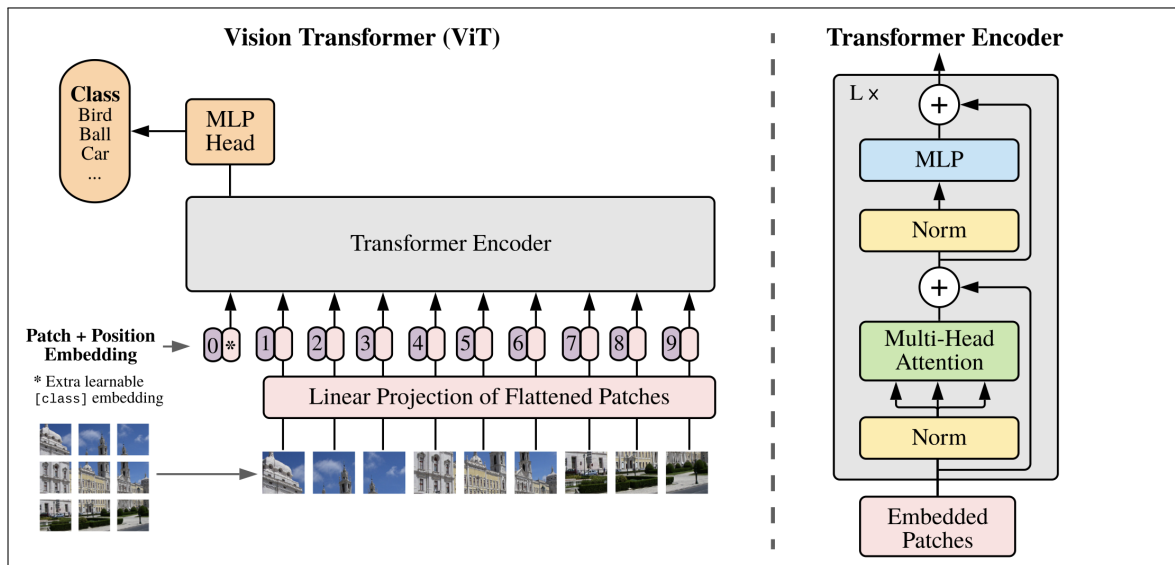 Vision Transformer (ViT)
Class
Bird
Ball
Car
...
MLP
Head
Transformer Encoder
Patch + Position
Embedding
0 * 1 2 3 4 5 6 7 8 9
* Extra learnable
[class] embedding
Linear Projection of Flattened Patches
Transformer Encoder
L ×
+
MLP
Norm
+
Multi-Head
Attention
Norm
Embedded
Patches